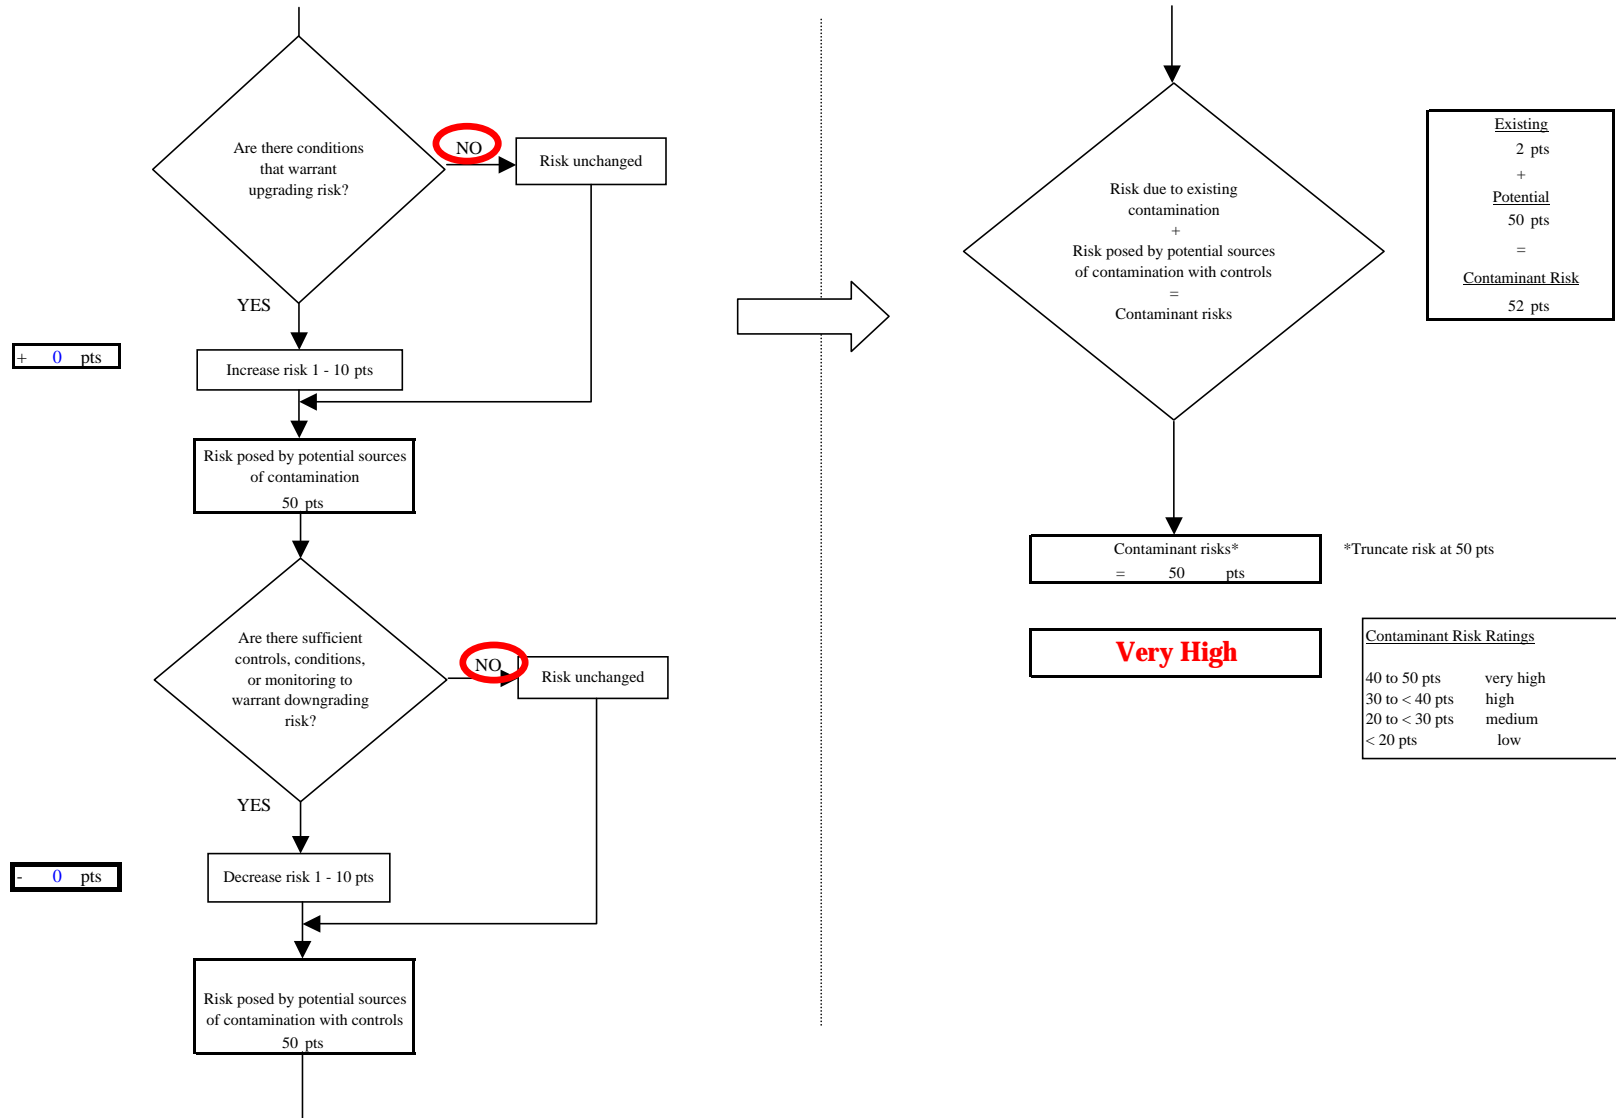 Are there conditions
that warrant
upgrading risk?
NO
Risk unchanged
YES
+ 0 pts
Increase risk 1 - 10 pts
Risk posed by potential sources
of contamination
50 pts
Are there sufficient
controls, conditions,
or monitoring to
warrant downgrading
risk?
NO
Risk unchanged
YES
- 0 pts
Decrease risk 1 - 10 pts
Risk posed by potential sources
of contamination with controls
50 pts
Risk due to existing
contamination
+
Risk posed by potential sources
of contamination with controls
=
Contaminant risks
Existing
2 pts
+
Potential
50 pts
=
Contaminant Risk
52 pts
Contaminant risks*
= 50 pts
*Truncate risk at 50 pts
Very High
Contaminant Risk Ratings
40 to 50 pts very high
30 to < 40 pts high
20 to < 30 pts medium
< 20 pts low